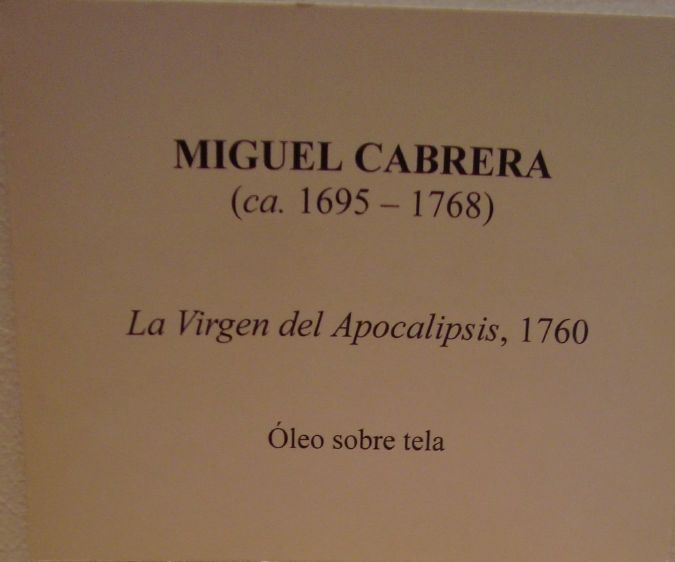 MIGUEL CABRERA
(ca. 1695 – 1768)
La Virgen del Apocalipsis, 1760
Óleo sobre tela